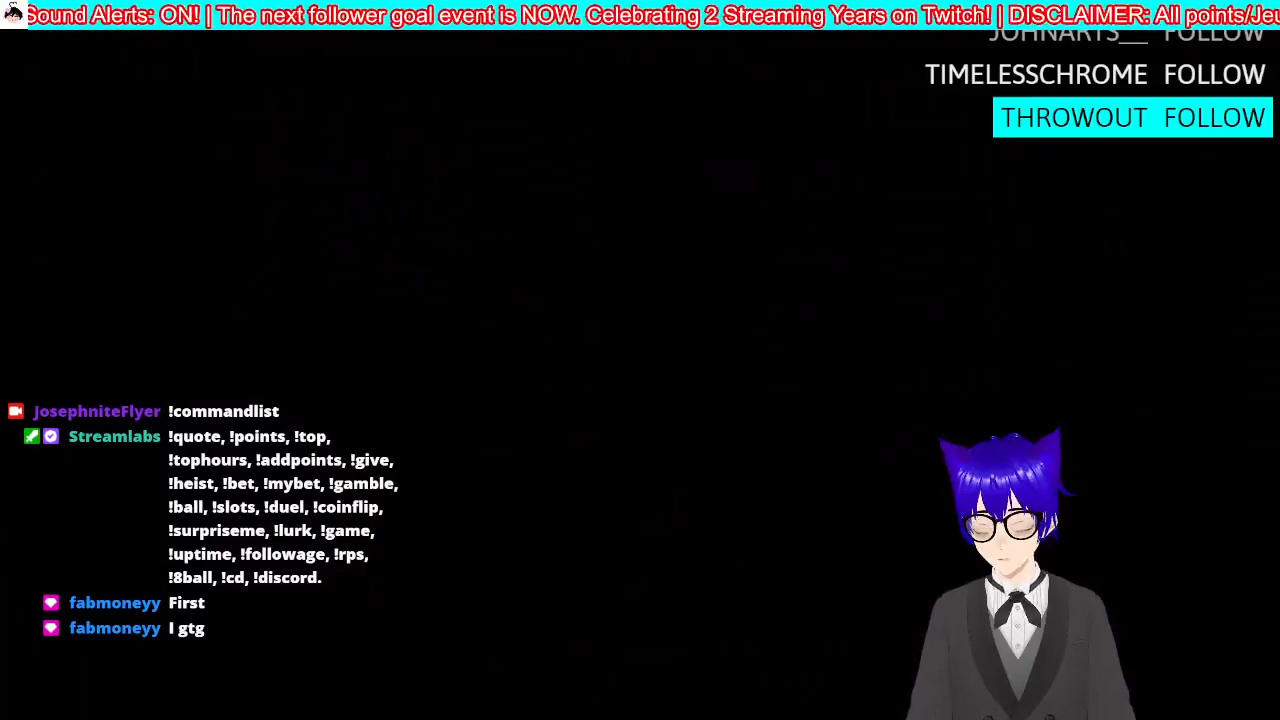 Sound Alerts: ON! | The next follower goal event is NOW. Celebrating 2 Streaming Years on Twitch! | DISCLAIMER: All points/Jeu
JOHNARTS__ FOLLOW
TIMELESSCHROME FOLLOW
THROWOUT FOLLOW
JosephniteFlyer !commandlist
Streamlabs !quote, !points, !top,
!tophours, !addpoints, !give,
!heist, !bet, !mybet, !gamble,
!ball, !slots, !duel, !coinflip,
!surpriseme, !lurk, !game,
!uptime, !followage, !rps,
!8ball, !cd, !discord.
fabmoneyy First
fabmoneyy I gtg